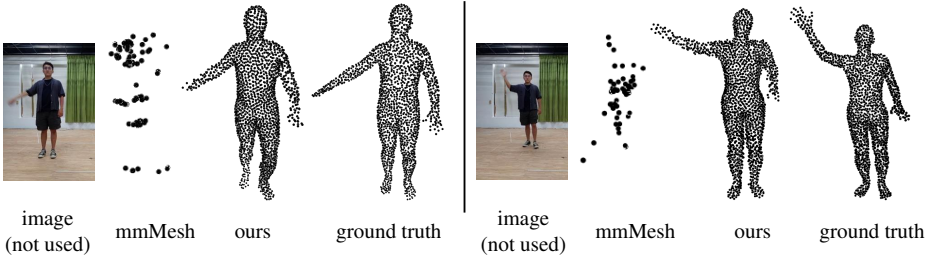 image
(not used)
mmMesh
ours
ground truth
image
(not used)
mmMesh
ours
ground truth